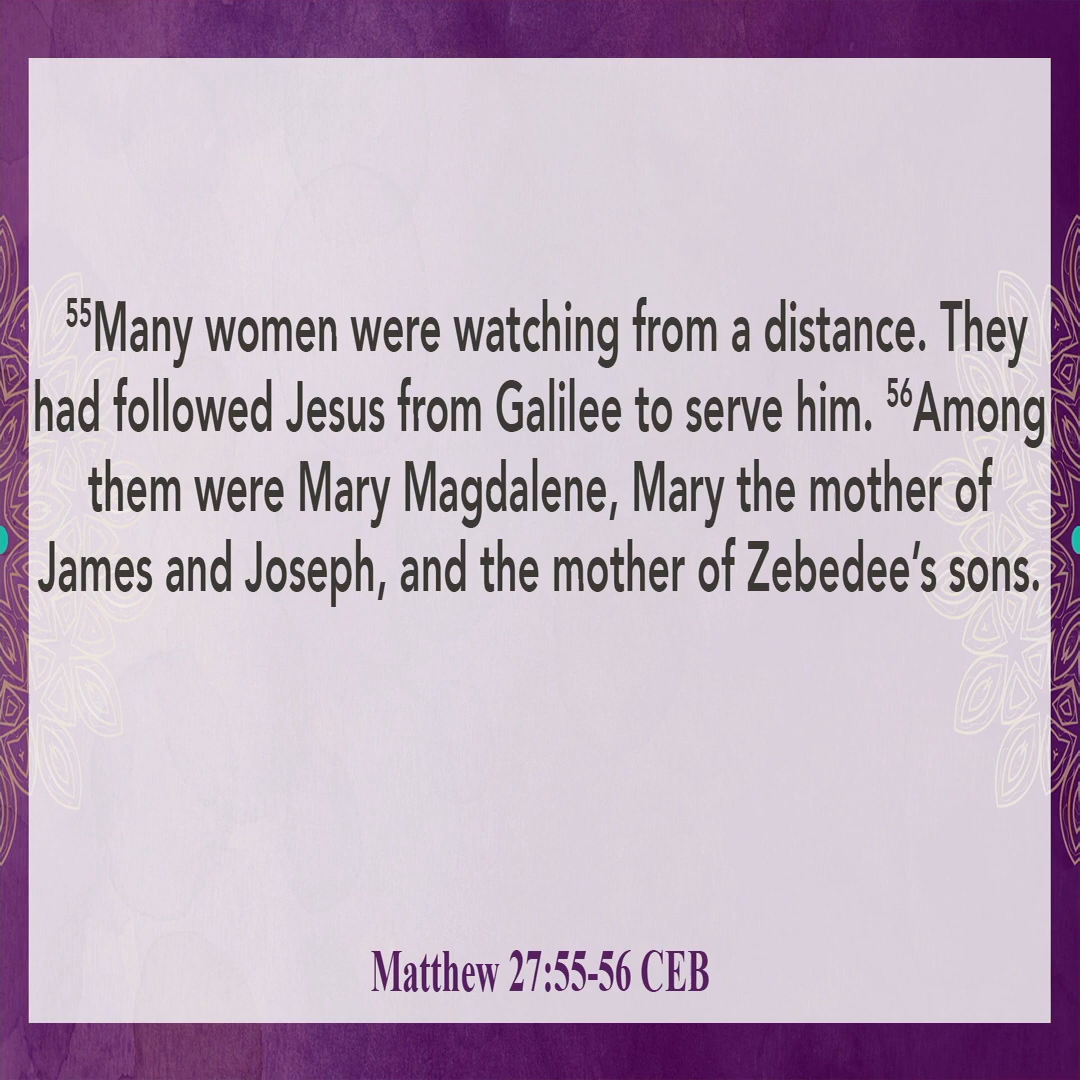 ⁵⁵Many women were watching from a distance. They
had followed Jesus from Galilee to serve him. ⁵⁶Among
them were Mary Magdalene, Mary the mother of
James and Joseph, and the mother of Zebedee’s sons.
Matthew 27:55-56 CEB